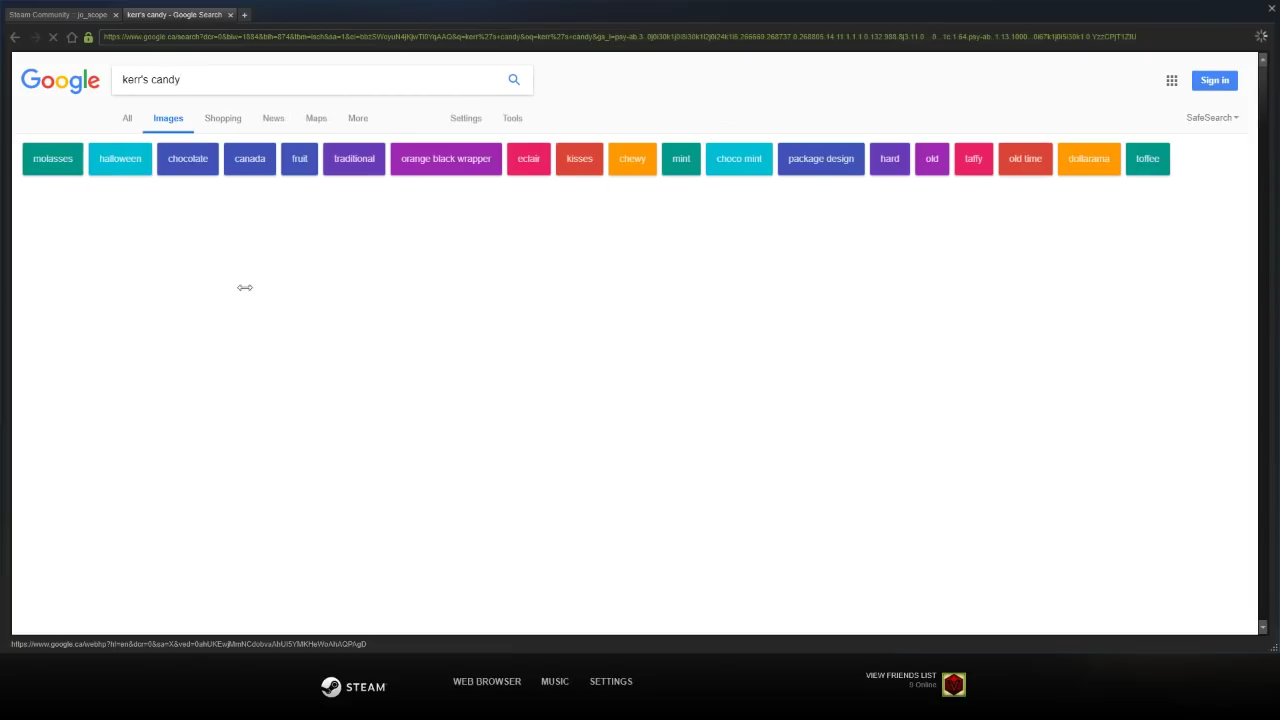 Steam Community :: jo_scope
kerr's candy - Google Search
Google
kerr's candy
Sign in
All Images Shopping News Maps More Settings Tools
SafeSearch
molasses halloween chocolate canada fruit traditional orange black wrapper eclair kisses chewy mint choco mint package design hard old taffy old time dollarama toffee
STEAM
WEB BROWSER MUSIC SETTINGS
VIEW FRIENDS LIST
Online